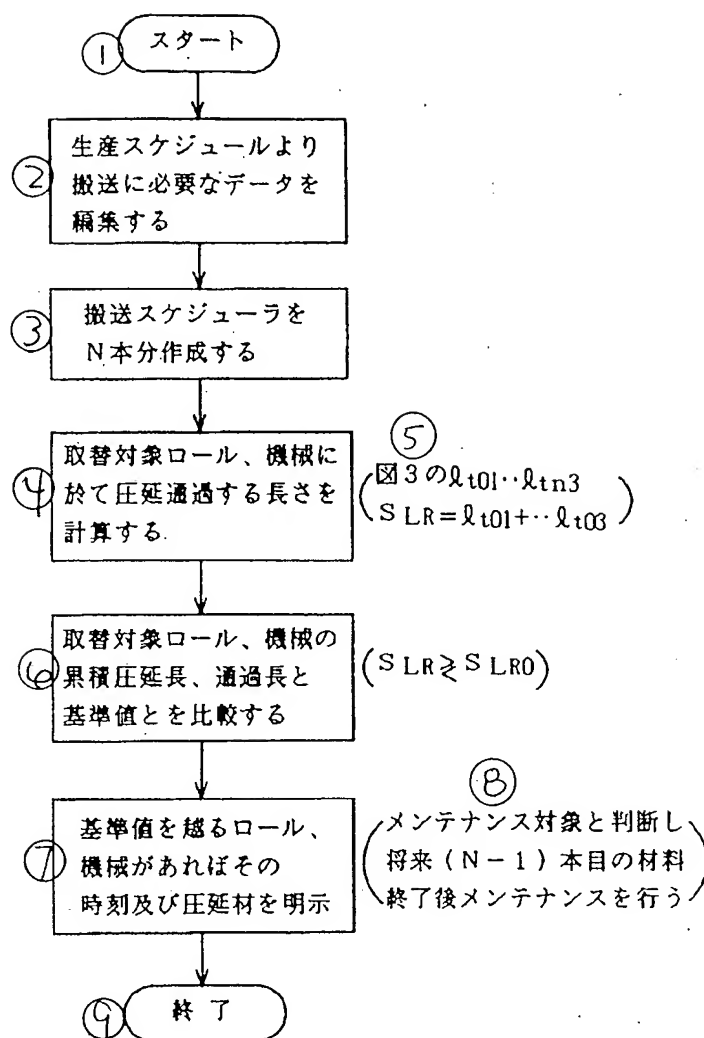 ① スタート
② 生産スケジュールより
搬送に必要なデータを
編集する
③ 搬送スケジューラを
N本分作成する
④ 取替対象ロール、機械に
於て圧延通過する長さを
計算する
⑤
(図3のℓt01‥ℓtn3
SLR=ℓt01+‥ℓt03)
⑥ 取替対象ロール、機械の
累積圧延長、通過長と
基準値とを比較する
(SLR≷SLR0)
⑦ 基準値を越るロール、
機械があればその
時刻及び圧延材を明示
⑧
(メンテナンス対象と判断し
将来(N-1)本目の材料
終了後メンテナンスを行う)
⑨ 終了